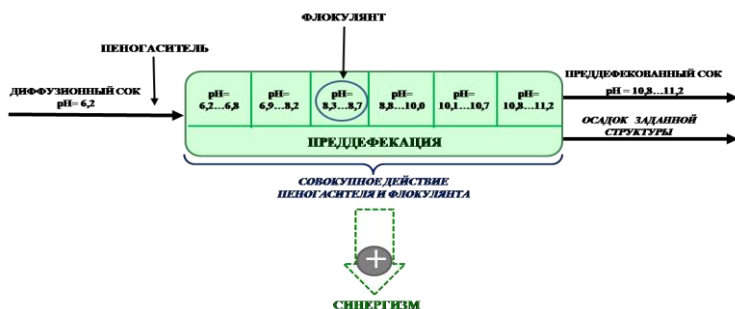 ФЛОКУЛЯНТ
ПЕНОГАСИТЕЛЬ
ДИФФУЗИОННЫЙ СОК
pH= 6,2
pH=
6,2...6,8
pH=
6,9...8,2
pH=
8,3...8,7
pH=
8,8...10,0
pH=
10,1...10,7
pH=
10,8...11,2
ПРЕДДЕФЕКАЦИЯ
ПРЕДДЕФЕКОВАННЫЙ СОК
pH = 10,8...11,2
ОСАДОК ЗАДАННОЙ
СТРУКТУРЫ
СОВОКУПНОЕ ДЕЙСТВИЕ
ПЕНОГАСИТЕЛЯ И ФЛОКУЛЯНТА
+
СИНЕРГИЗМ